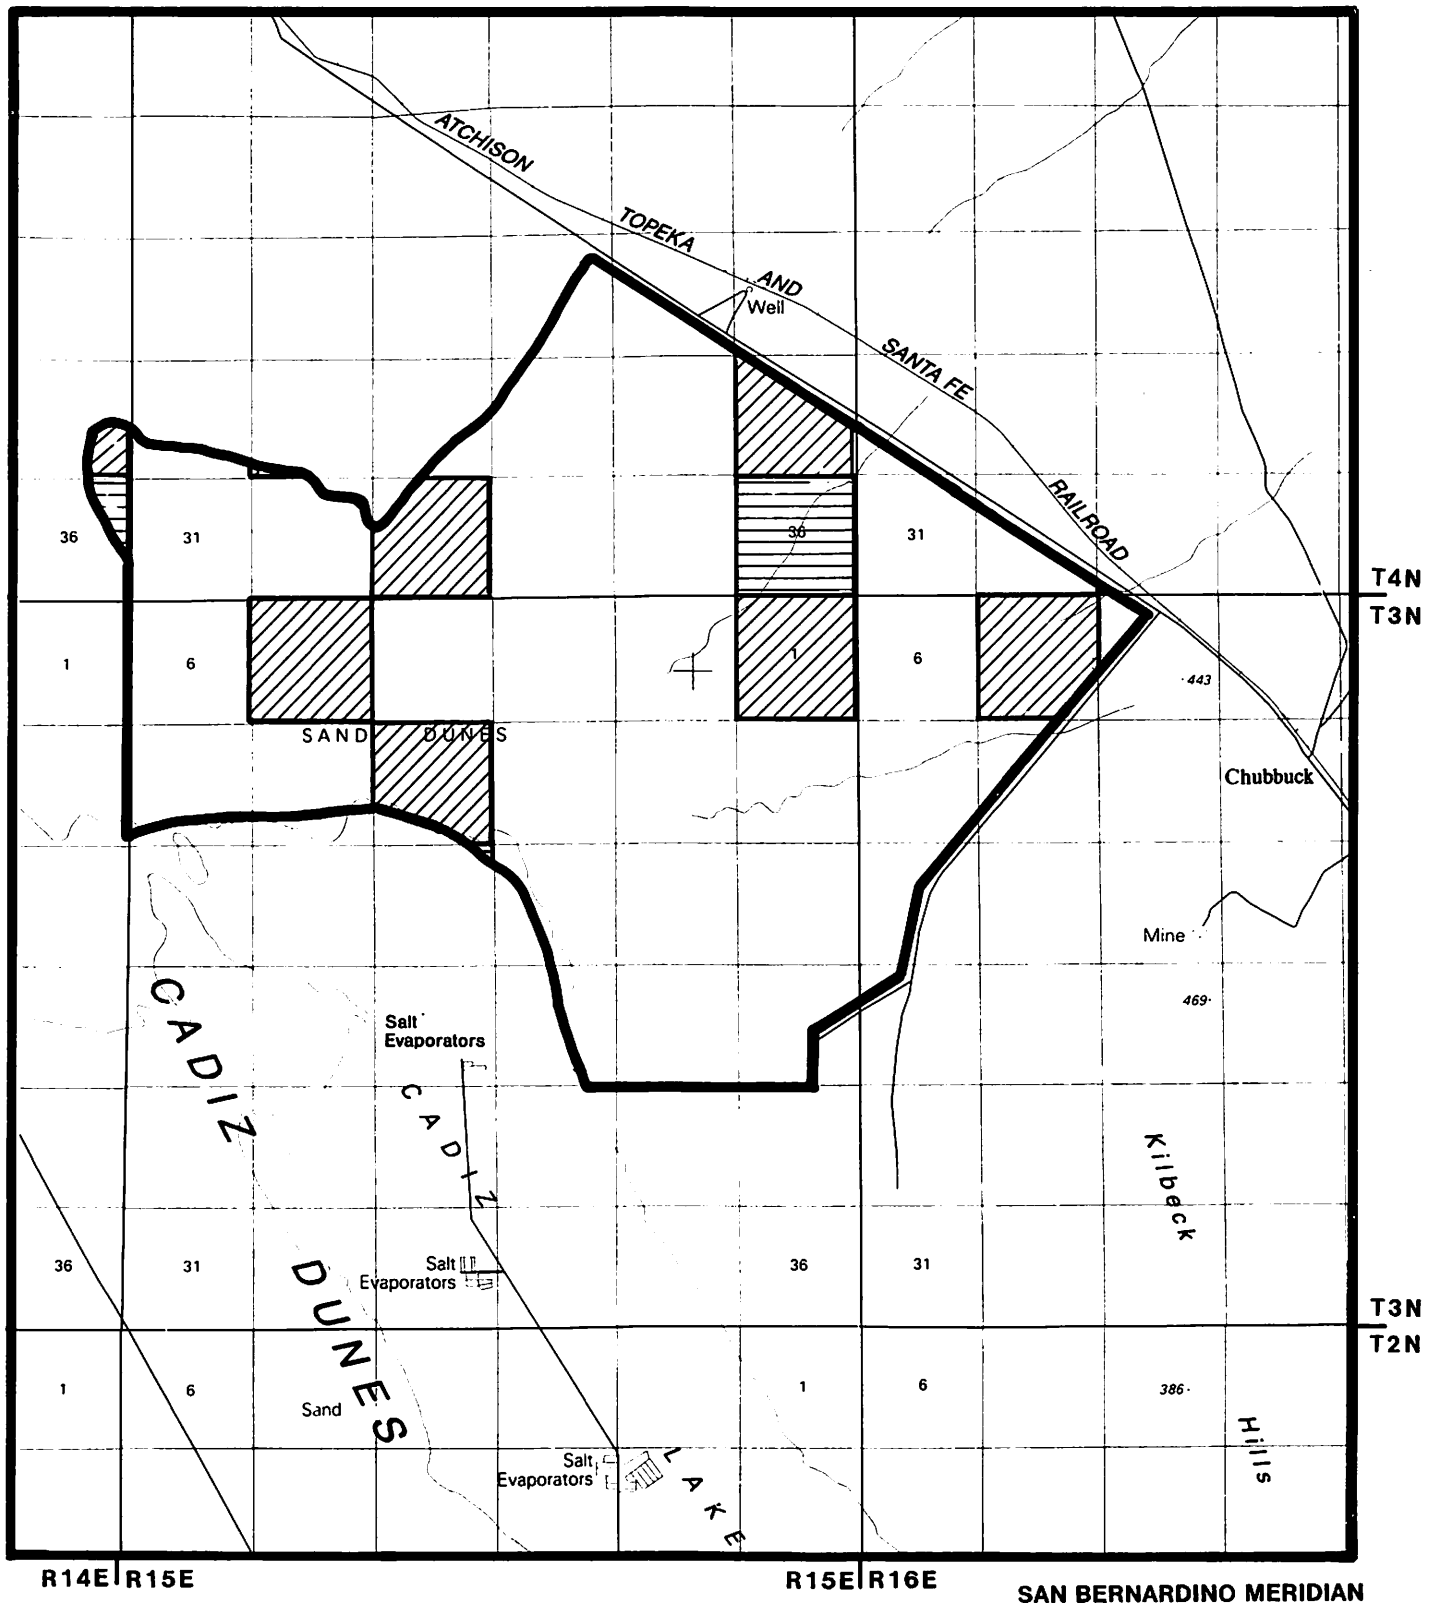 ATCHISON
TOPEKA
AND
Well
SANTA FE
RAILROAD
36
31
36
31
T4N
T3N
1
6
1
6
443
SAND DUNES
Chubbuck
Mine
469
CADIZ
Salt
Evaporators
CADIZ
Kilbeck
36
31
Salt
Evaporators
36
31
DUNES
T3N
T2N
1
6
1
6
386
Sand
Hills
Salt
Evaporators
LAKE
R14E R15E
R15E R16E
SAN BERNARDINO MERIDIAN